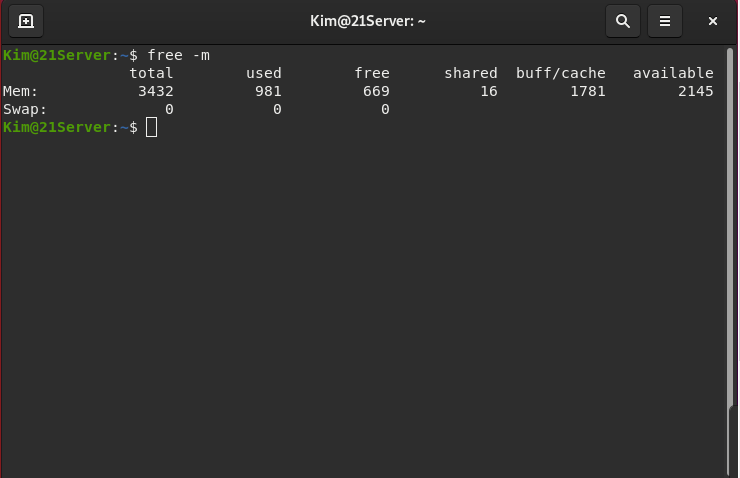 Kim@21Server: ~
Kim@21Server:~$ free -m
total used free shared buff/cache available
Mem: 3432 981 669 16 1781 2145
Swap: 0 0 0
Kim@21Server:~$